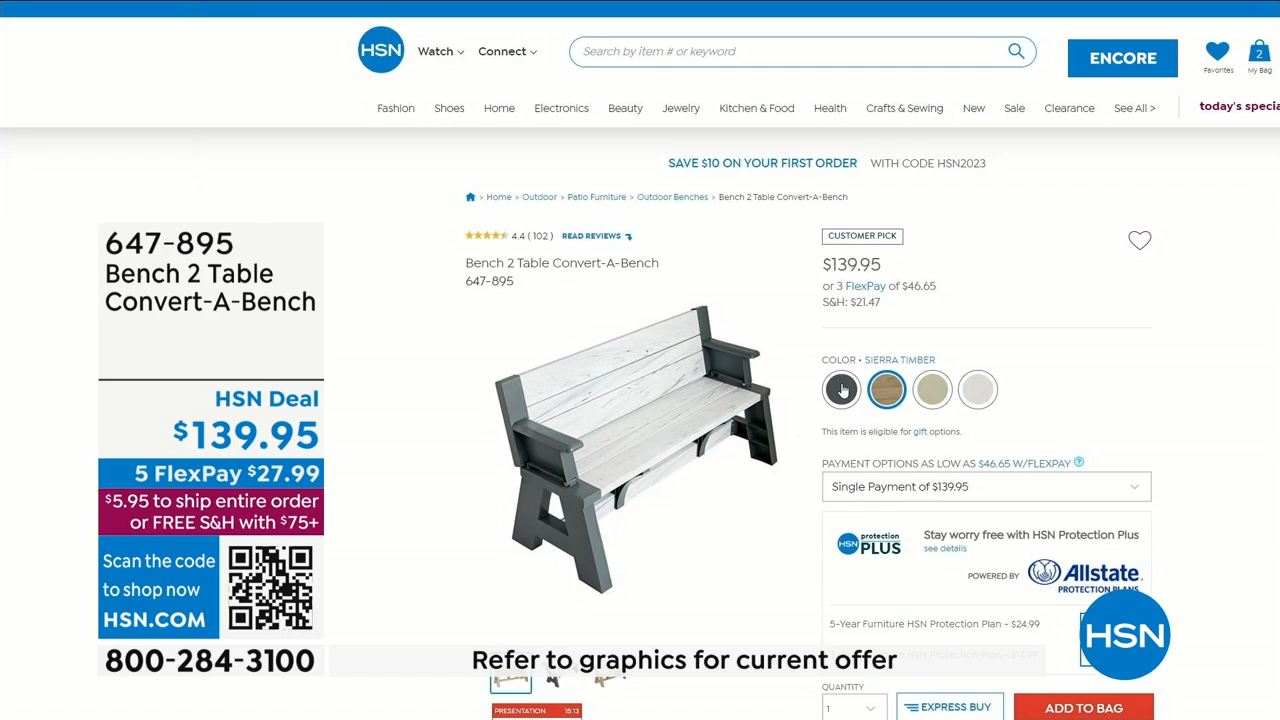 HSN
Watch
Connect
Search by item # or keyword
ENCORE
Favorites
2
My Bag
Fashion
Shoes
Home
Electronics
Beauty
Jewelry
Kitchen & Food
Health
Crafts & Sewing
New
Sale
Clearance
See All >
today's specia
SAVE $10 ON YOUR FIRST ORDER WITH CODE HSN2023
> Home > Outdoor > Patio Furniture > Outdoor Benches > Bench 2 Table Convert-A-Bench
647-895
Bench 2 Table
Convert-A-Bench
HSN Deal
$139.95
5 FlexPay $27.99
$5.95 to ship entire order
or FREE S&H with $75+
Scan the code
to shop now
HSN.COM
800-284-3100
4.4 ( 102 ) READ REVIEWS
Bench 2 Table Convert-A-Bench
647-895
CUSTOMER PICK
$139.95
or 3 FlexPay of $46.65
S&H: $21.47
COLOR • SIERRA TIMBER
This item is eligible for gift options.
PAYMENT OPTIONS AS LOW AS $46.65 W/FLEXPAY ?
Single Payment of $139.95
HSN protection PLUS
Stay worry free with HSN Protection Plus
see details
POWERED BY Allstate
PROTECTION PLANS
5-Year Furniture HSN Protection Plan - $24.99
HSN
Refer to graphics for current offer
PRESENTATION 15:13
QUANTITY
1
EXPRESS BUY
ADD TO BAG